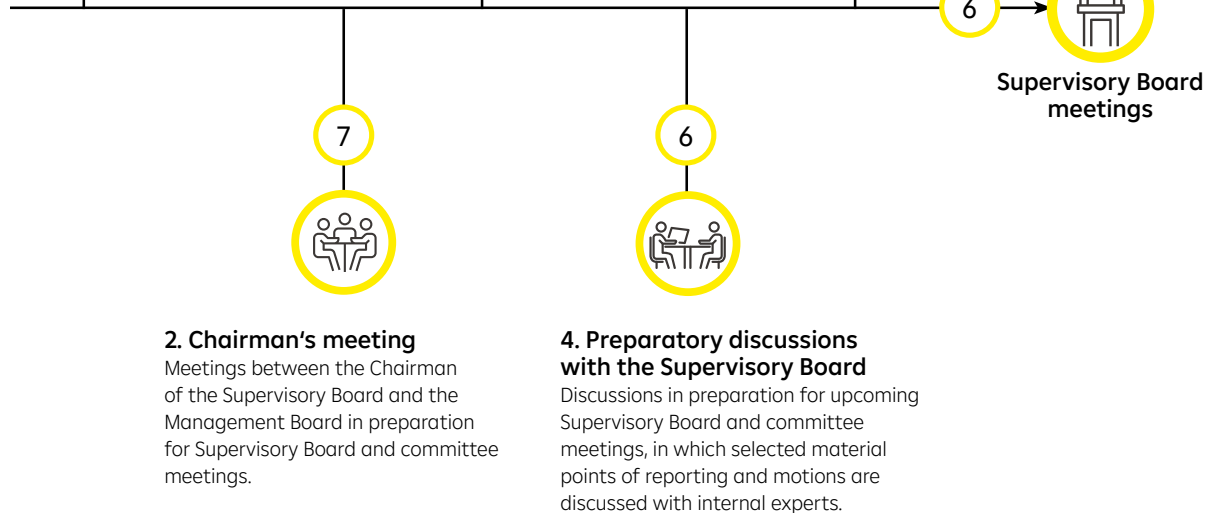 6
Supervisory Board
meetings
7
6
2. Chairman‘s meeting
Meetings between the Chairman
of the Supervisory Board and the
Management Board in preparation
for Supervisory Board and committee
meetings.
4. Preparatory discussions
with the Supervisory Board
Discussions in preparation for upcoming
Supervisory Board and committee
meetings, in which selected material
points of reporting and motions are
discussed with internal experts.